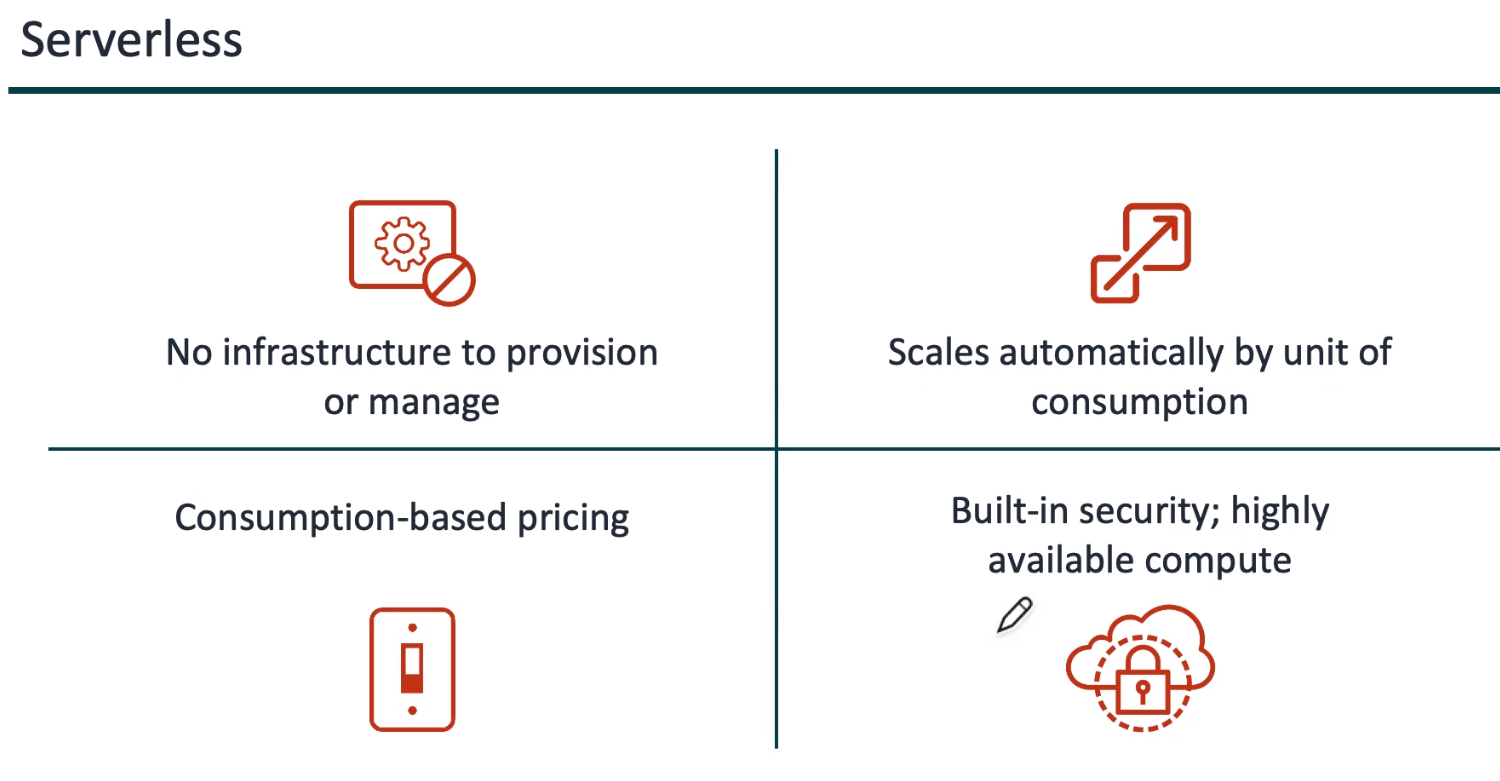 Serverless
No infrastructure to provision
or manage
Scales automatically by unit of
consumption
Consumption-based pricing
Built-in security; highly
available compute